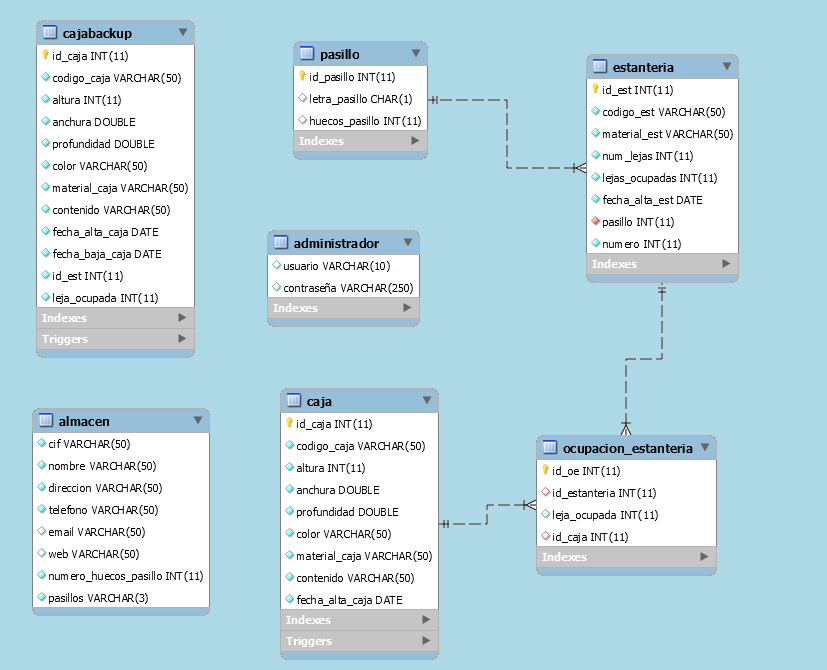 cajabackup
id_caja INT(11)
codigo_caja VARCHAR(50)
altura INT(11)
anchura DOUBLE
profundidad DOUBLE
color VARCHAR(50)
material_caja VARCHAR(50)
contenido VARCHAR(50)
fecha_alta_caja DATE
fecha_baja_caja DATE
id_est INT(11)
leja_ocupada INT(11)
Indexes
Triggers
pasillo
id_pasillo INT(11)
letra_pasillo CHAR(1)
huecos_pasillo INT(11)
Indexes
estanteria
id_est INT(11)
codigo_est VARCHAR(50)
material_est VARCHAR(50)
num_lejas INT(11)
lejas_ocupadas INT(11)
fecha_alta_est DATE
pasillo INT(11)
numero INT(11)
Indexes
administrador
usuario VARCHAR(10)
contraseña VARCHAR(250)
Indexes
almacen
cif VARCHAR(50)
nombre VARCHAR(50)
direccion VARCHAR(50)
telefono VARCHAR(50)
email VARCHAR(50)
web VARCHAR(50)
numero_huecos_pasillo INT(11)
pasillos VARCHAR(3)
caja
id_caja INT(11)
codigo_caja VARCHAR(50)
altura INT(11)
anchura DOUBLE
profundidad DOUBLE
color VARCHAR(50)
material_caja VARCHAR(50)
contenido VARCHAR(50)
fecha_alta_caja DATE
Indexes
Triggers
ocupacion_estanteria
id_oe INT(11)
id_estanteria INT(11)
leja_ocupada INT(11)
id_caja INT(11)
Indexes